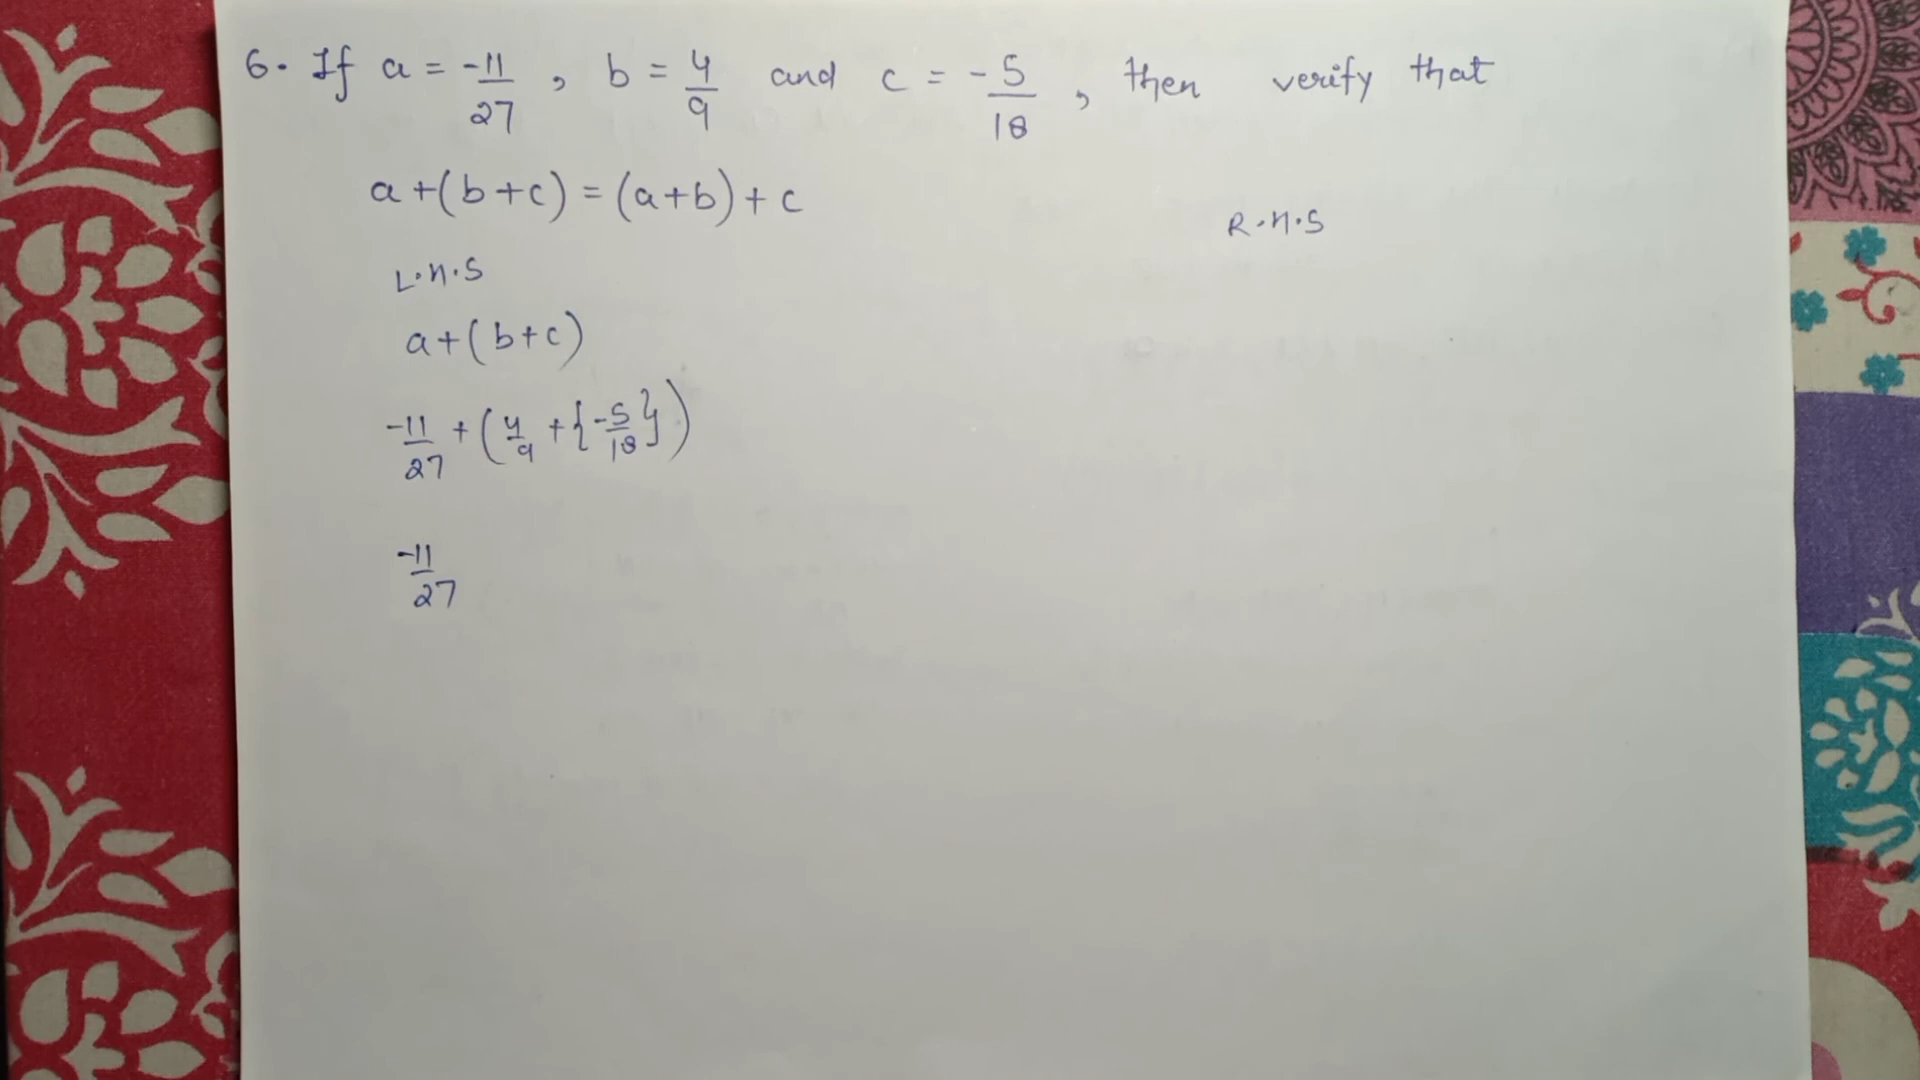 6. If a = -11/27 , b = 4/9 and c = -5/18 , then verify that
a+(b+c) = (a+b)+c
R.H.S
L.H.S
a+(b+c)
-11/27 + (4/9 + {-5/18})
-11/27